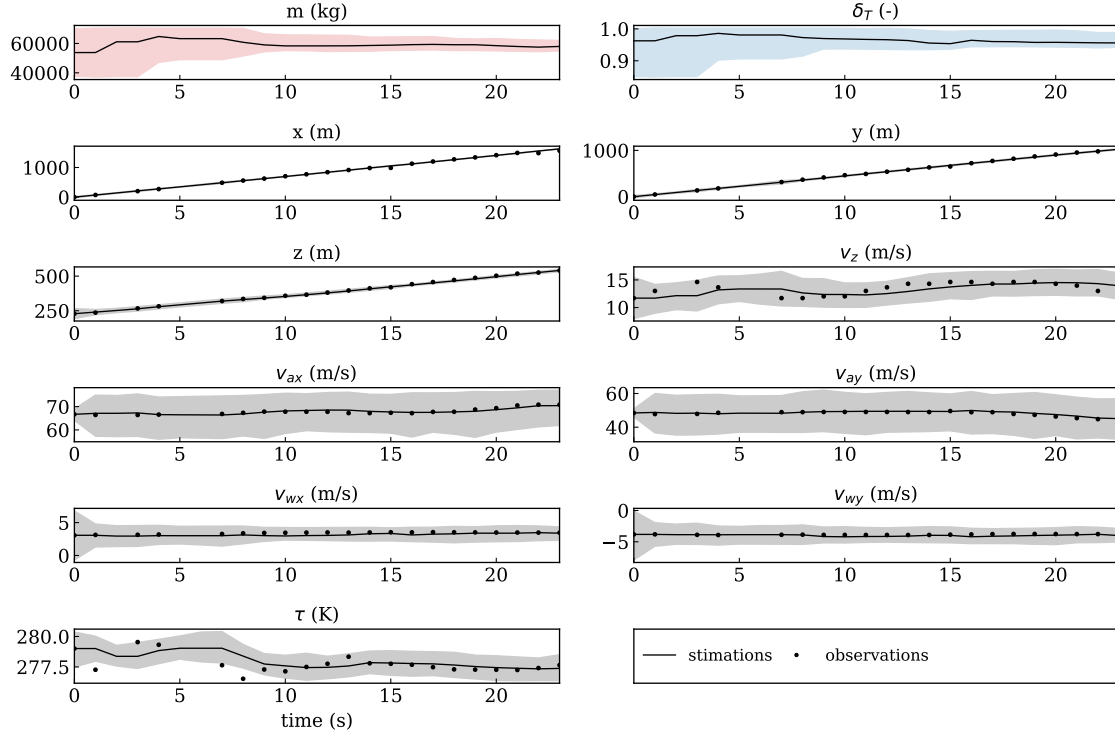 m (kg)
δ_T (-)
60000
40000
1.0
0.9
0 5 10 15 20
0 5 10 15 20
x (m)
y (m)
1000
0
1000
0
0 5 10 15 20
0 5 10 15 20
z (m)
v_z (m/s)
500
250
15
10
0 5 10 15 20
0 5 10 15 20
v_ax (m/s)
v_ay (m/s)
70
60
60
40
0 5 10 15 20
0 5 10 15 20
v_wx (m/s)
v_wy (m/s)
5
0
0
−5
0 5 10 15 20
0 5 10 15 20
τ (K)
280.0
277.5
stimations observations
0 5 10 15 20
time (s)